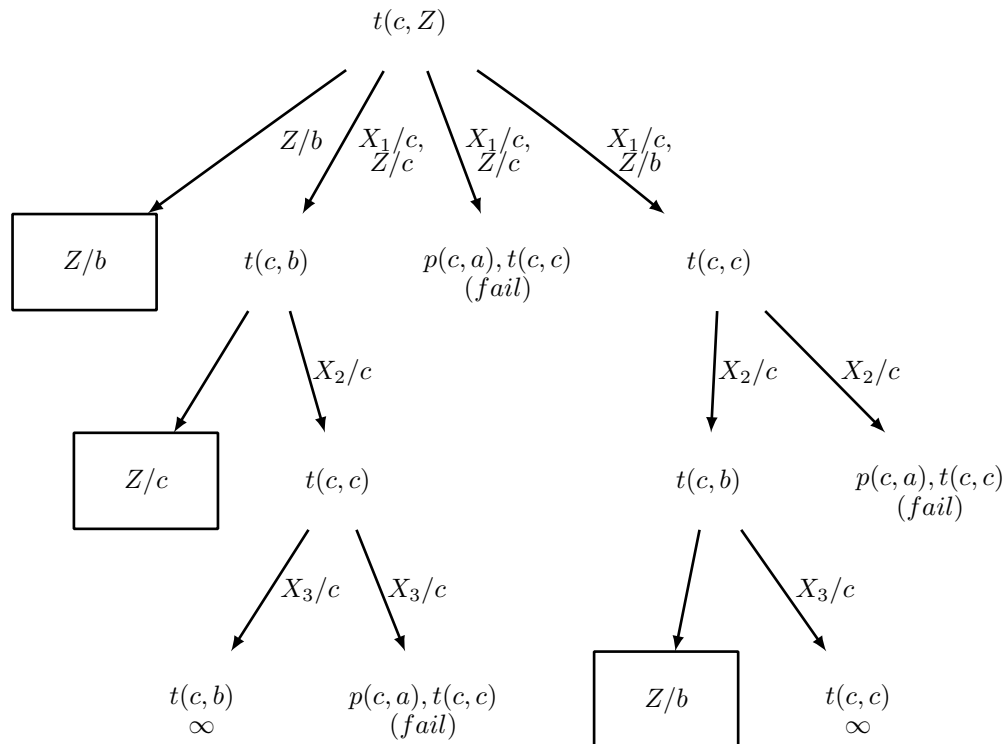 t(c, Z)
Z/b
X₁/c,
Z/c
X₁/c,
Z/c
X₁/c,
Z/b
Z/b
t(c, b)
p(c, a), t(c, c)
(fail)
t(c, c)
X₂/c
X₂/c
X₂/c
Z/c
t(c, c)
t(c, b)
p(c, a), t(c, c)
(fail)
X₃/c
X₃/c
X₃/c
t(c, b)
∞
p(c, a), t(c, c)
(fail)
Z/b
t(c, c)
∞